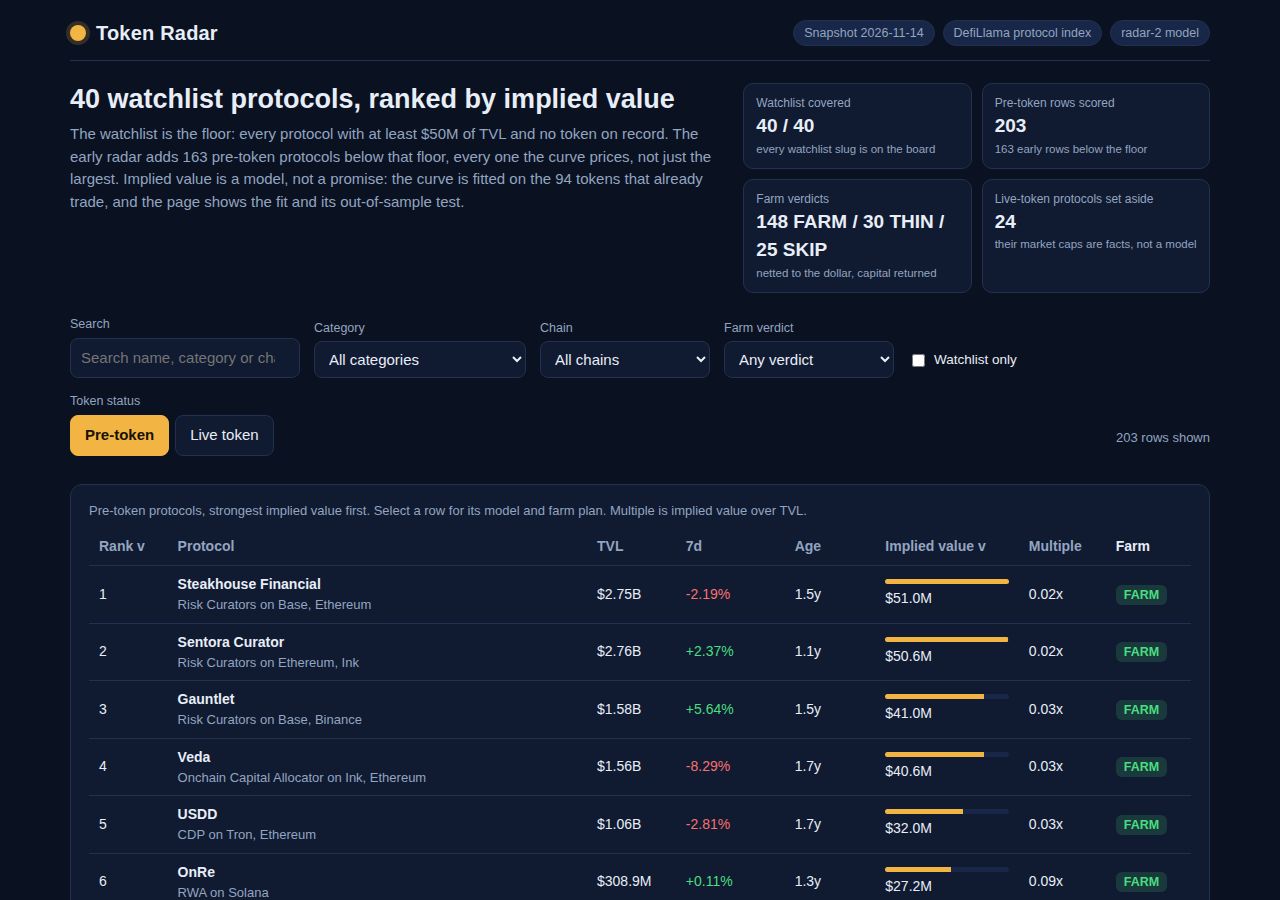 Token Radar
Snapshot 2026-11-14
DefiLlama protocol index
radar-2 model
40 watchlist protocols, ranked by implied value
The watchlist is the floor: every protocol with at least $50M of TVL and no token on record. The
early radar adds 163 pre-token protocols below that floor, every one the curve prices, not just the
largest. Implied value is a model, not a promise: the curve is fitted on the 94 tokens that already
trade, and the page shows the fit and its out-of-sample test.
Watchlist covered
40 / 40
every watchlist slug is on the board
Pre-token rows scored
203
163 early rows below the floor
Farm verdicts
148 FARM / 30 THIN /
25 SKIP
netted to the dollar, capital returned
Live-token protocols set aside
24
their market caps are facts, not a model
Search
Search name, category or cha
Category
All categories
Chain
All chains
Farm verdict
Any verdict
Watchlist only
Token status
Pre-token
Live token
203 rows shown
Pre-token protocols, strongest implied value first. Select a row for its model and farm plan. Multiple is implied value over TVL.
Rank v Protocol TVL 7d Age Implied value v Multiple Farm
1 Steakhouse Financial $2.75B -2.19% 1.5y $51.0M 0.02x FARM
Risk Curators on Base, Ethereum
2 Sentora Curator $2.76B +2.37% 1.1y $50.6M 0.02x FARM
Risk Curators on Ethereum, Ink
3 Gauntlet $1.58B +5.64% 1.5y $41.0M 0.03x FARM
Risk Curators on Base, Binance
4 Veda $1.56B -8.29% 1.7y $40.6M 0.03x FARM
Onchain Capital Allocator on Ink, Ethereum
5 USDD $1.06B -2.81% 1.7y $32.0M 0.03x FARM
CDP on Tron, Ethereum
6 OnRe $308.9M +0.11% 1.3y $27.2M 0.09x FARM
RWA on Solana